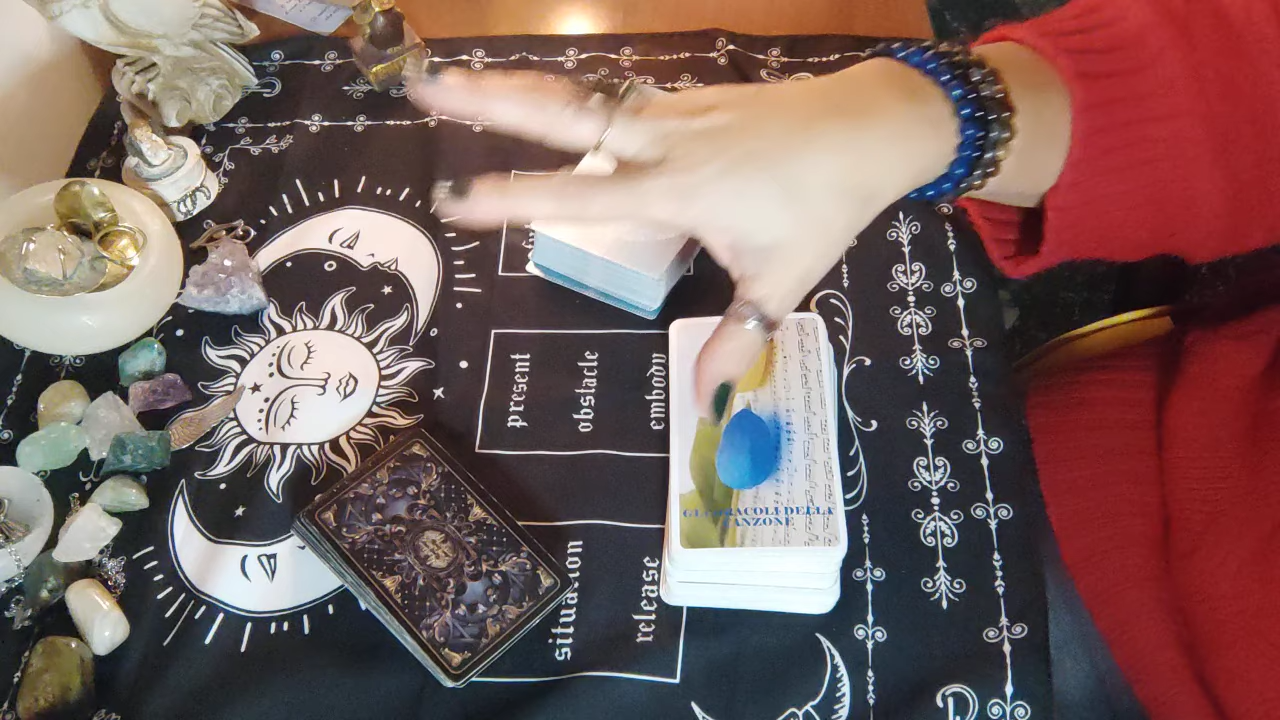 present
obstacle
embody
situation
release
GLI ORACOLI DELLA
CANZONE